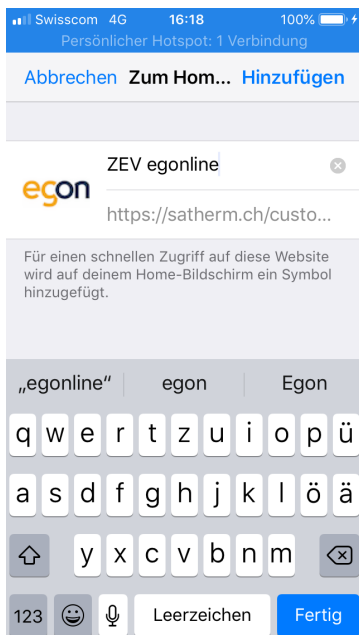 Swisscom 4G 16:18 100%
Persönlicher Hotspot: 1 Verbindung
Abbrechen Zum Hom... Hinzufügen
ZEV egonline
egon
https://satherm.ch/custo...
Für einen schnellen Zugriff auf diese Website
wird auf deinem Home-Bildschirm ein Symbol
hinzugefügt.
„egonline“ egon Egon
q w e r t z u i o p ü
a s d f g h j k l ö ä
y x c v b n m
123 Leerzeichen Fertig